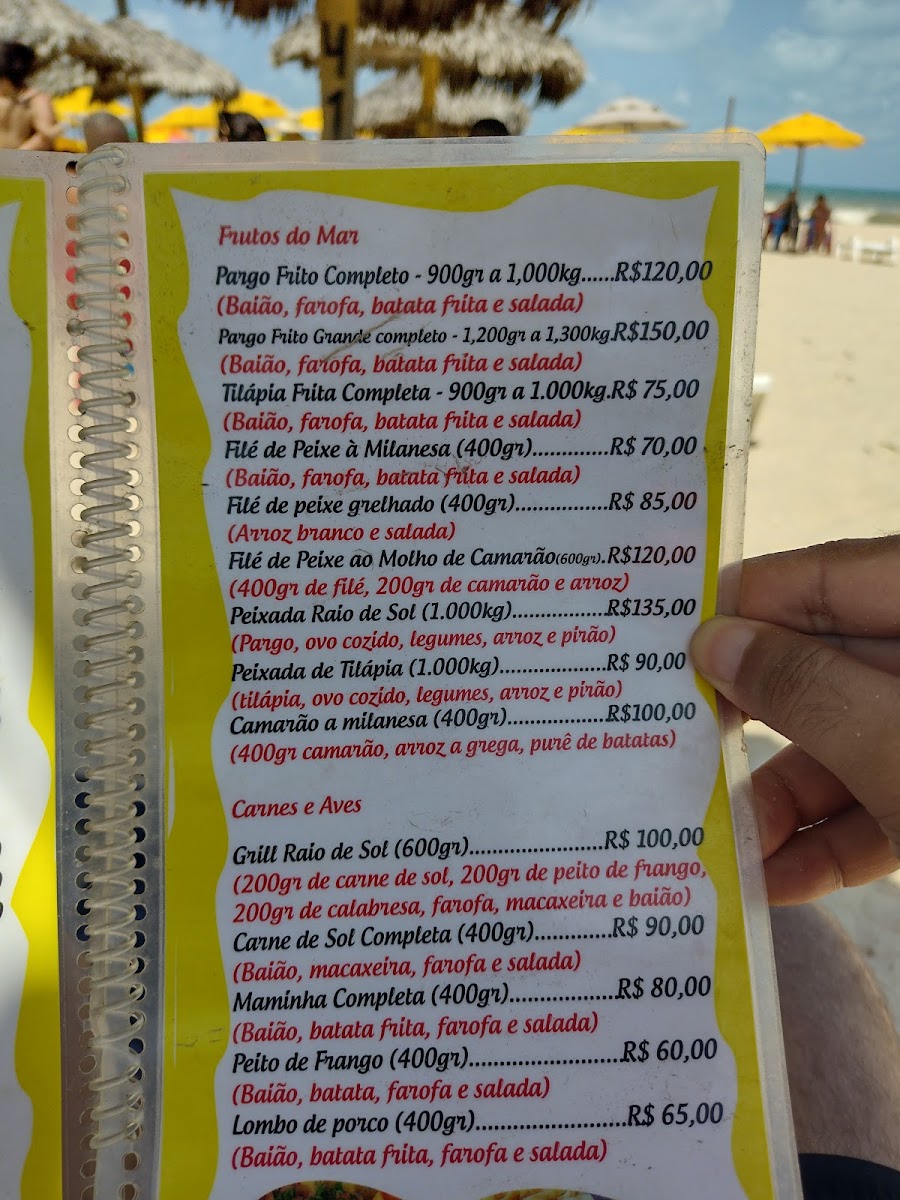 Frutos do Mar
Pargo Frito Completo - 900gr a 1,000kg......R$120,00
(Baião, farofa, batata frita e salada)
Pargo Frito Grande completo - 1,200gr a 1,300kg.R$150,00
(Baião, farofa, batata frita e salada)
Tilápia Frita Completa - 900gr a 1.000kg.R$ 75,00
(Baião, farofa, batata frita e salada)
Filé de Peixe à Milanesa (400gr)..............R$ 70,00
(Baião, farofa, batata frita e salada)
Filé de peixe grelhado (400gr).................R$ 85,00
(Arroz branco e salada)
Filé de Peixe ao Molho de Camarão(600gr).R$120,00
(400gr de filé, 200gr de camarão e arroz)
Peixada Raio de Sol (1.000kg).................R$135,00
(Pargo, ovo cozido, legumes, arroz e pirão)
Peixada de Tilápia (1.000kg)...................R$ 90,00
(tilápia, ovo cozido, legumes, arroz e pirão)
Camarão a milanesa (400gr)..................R$100,00
(400gr camarão, arroz a grega, purê de batatas)
Carnes e Aves
Grill Raio de Sol (600gr)........................R$ 100,00
(200gr de carne de sol, 200gr de peito de frango,
200gr de calabresa, farofa, macaxeira e baião)
Carne de Sol Completa (400gr).............R$ 90,00
(Baião, macaxeira, farofa e salada)
Maminha Completa (400gr)...................R$ 80,00
(Baião, batata frita, farofa e salada)
Peito de Frango (400gr)..........................R$ 60,00
(Baião, batata, farofa e salada)
Lombo de porco (400gr)..........................R$ 65,00
(Baião, batata frita, farofa e salada)